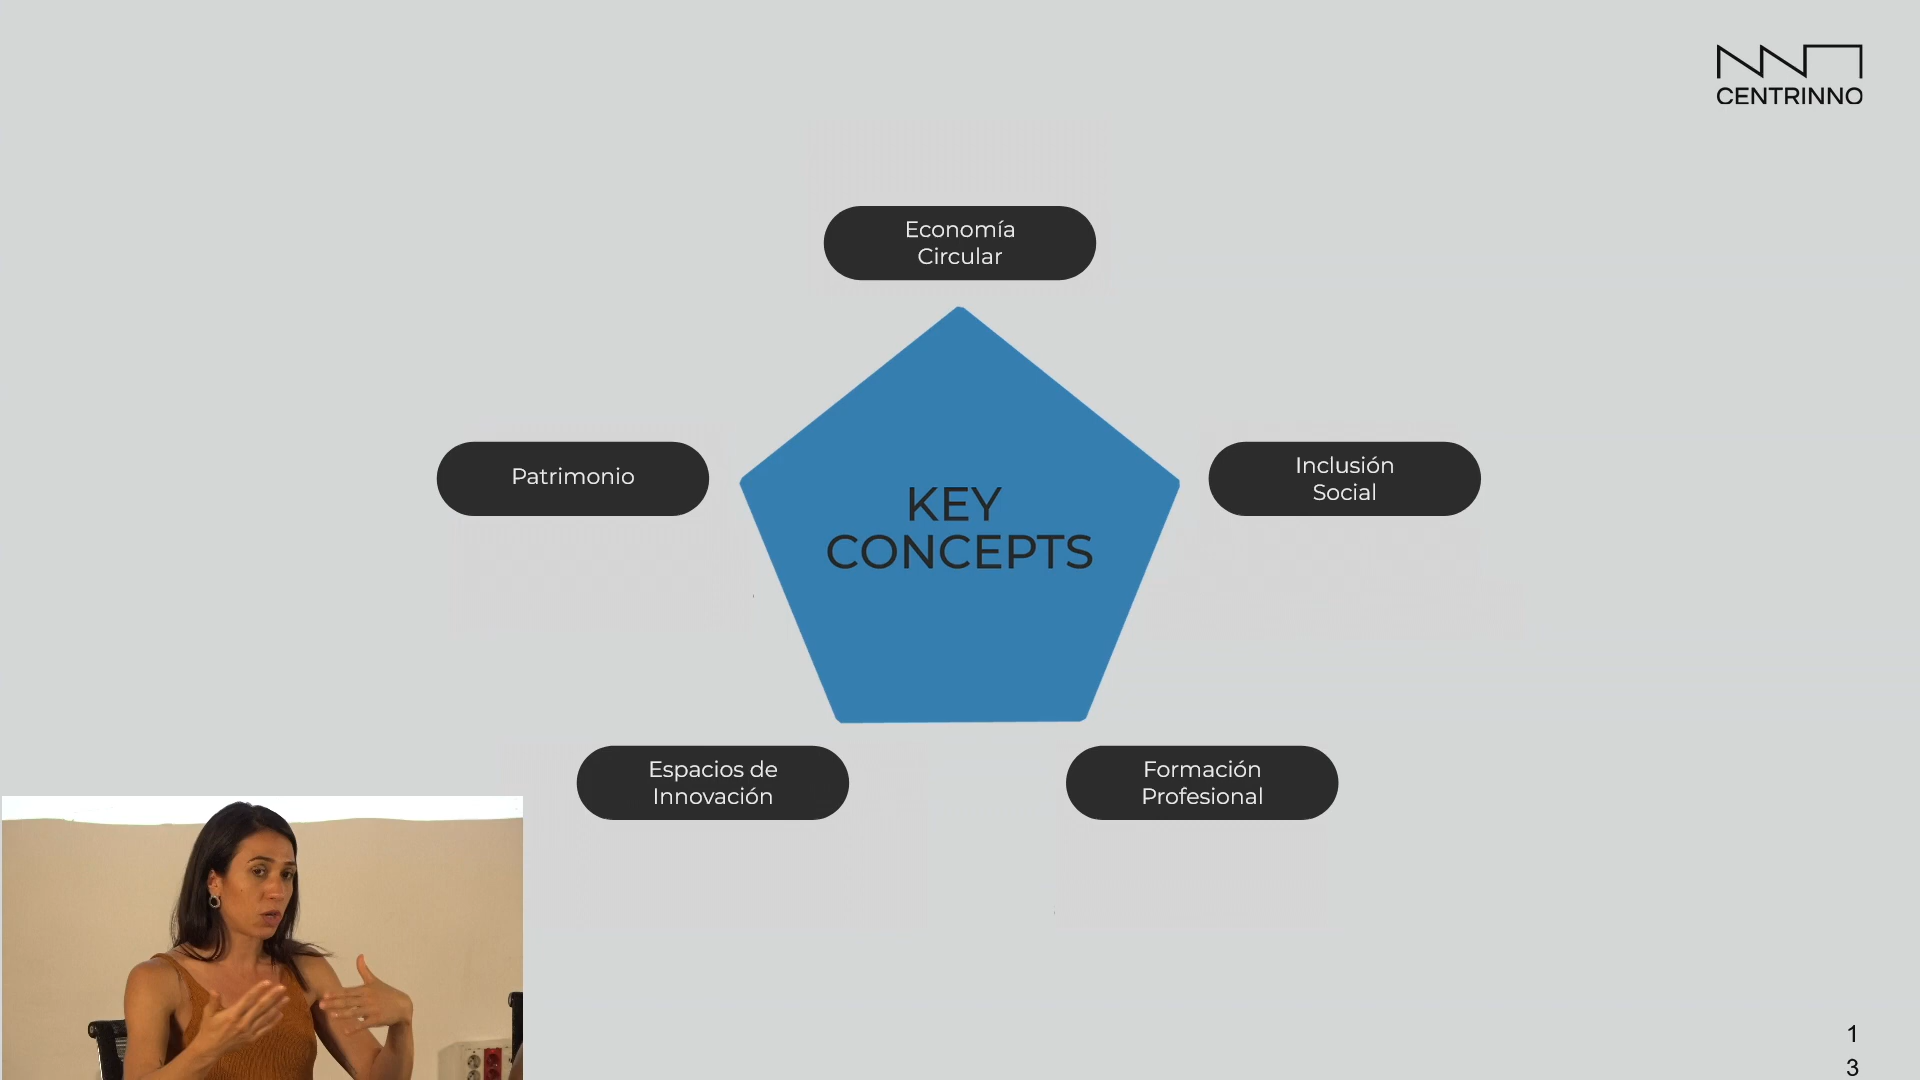 CENTRINNO
Economía
Circular
Patrimonio
Inclusión
Social
KEY
CONCEPTS
Espacios de
Innovación
Formación
Profesional
1
3